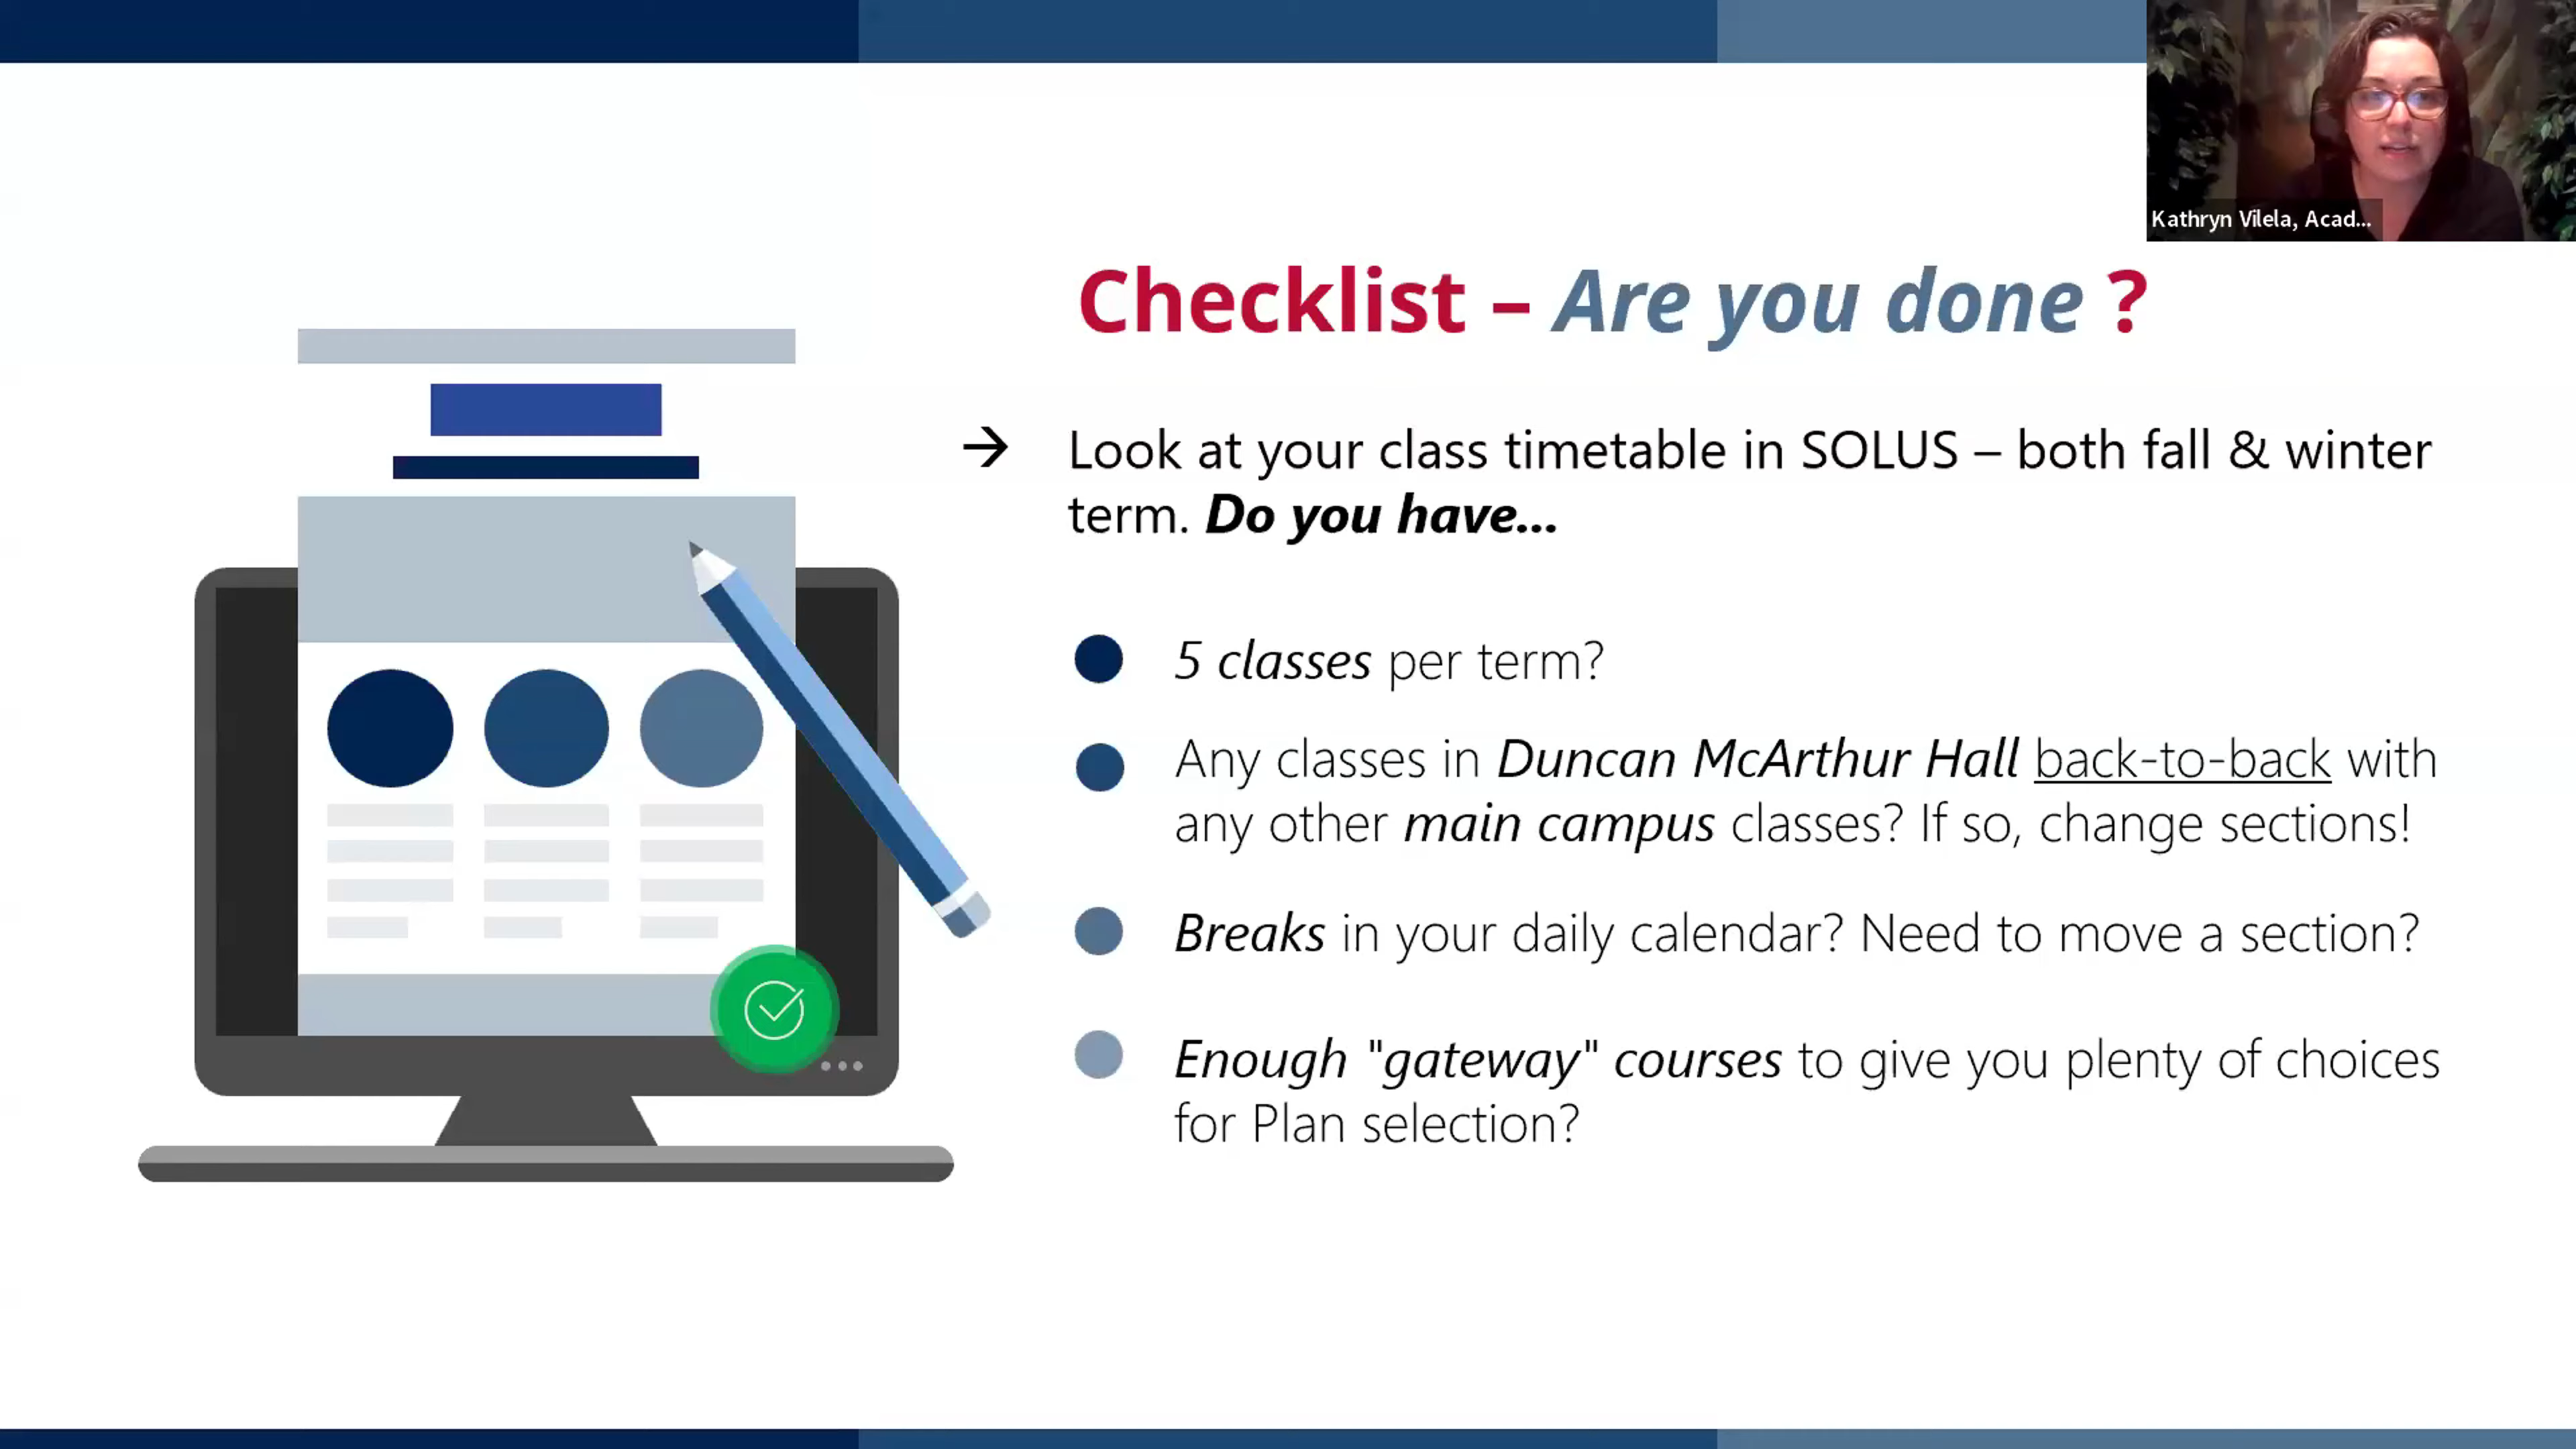 Kathryn Vilela, Acad...
Checklist – Are you done ?
→ Look at your class timetable in SOLUS – both fall & winter
term. Do you have...
5 classes per term?
Any classes in Duncan McArthur Hall back-to-back with
any other main campus classes? If so, change sections!
Breaks in your daily calendar? Need to move a section?
Enough "gateway" courses to give you plenty of choices
for Plan selection?